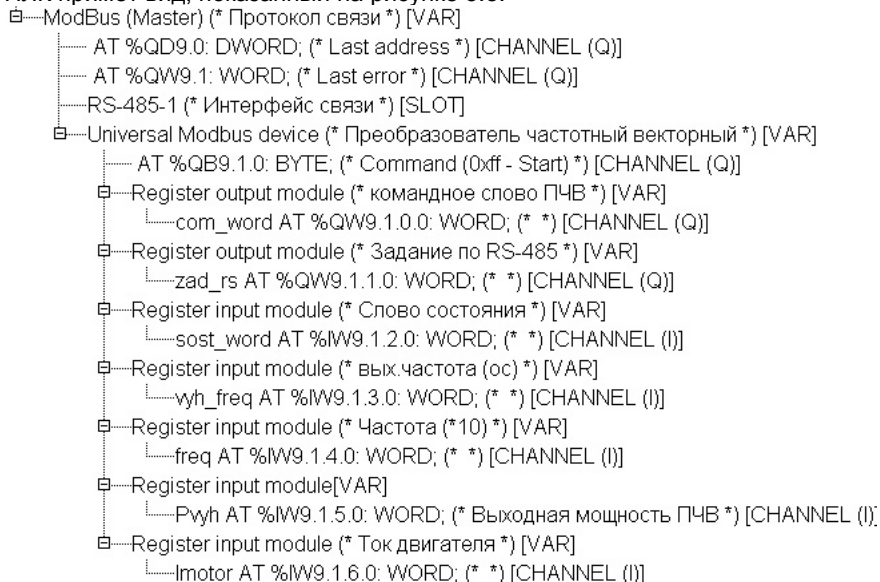 ModBus (Master) (* Протокол связи *) [VAR]
AT %QD9.0: DWORD; (* Last address *) [CHANNEL (Q)]
AT %QW9.1: WORD; (* Last error *) [CHANNEL (Q)]
RS-485-1 (* Интерфейс связи *) [SLOT]
Universal Modbus device (* Преобразователь частотный векторный *) [VAR]
AT %QB9.1.0: BYTE; (* Command (0xff - Start) *) [CHANNEL (Q)]
Register output module (* командное слово ПЧВ *) [VAR]
com_word AT %QW9.1.0.0: WORD; (* *) [CHANNEL (Q)]
Register output module (* Задание по RS-485 *) [VAR]
zad_rs AT %QW9.1.1.0: WORD; (* *) [CHANNEL (Q)]
Register input module (* Слово состояния *) [VAR]
sost_word AT %IW9.1.2.0: WORD; (* *) [CHANNEL (I)]
Register input module (* вых.частота (ос) *) [VAR]
vyh_freq AT %IW9.1.3.0: WORD; (* *) [CHANNEL (I)]
Register input module (* Частота (*10) *) [VAR]
freq AT %IW9.1.4.0: WORD; (* *) [CHANNEL (I)]
Register input module[VAR]
Pvyh AT %IW9.1.5.0: WORD; (* Выходная мощность ПЧВ *) [CHANNEL (I)]
Register input module (* Ток двигателя *) [VAR]
Imotor AT %IW9.1.6.0: WORD; (* *) [CHANNEL (I)]